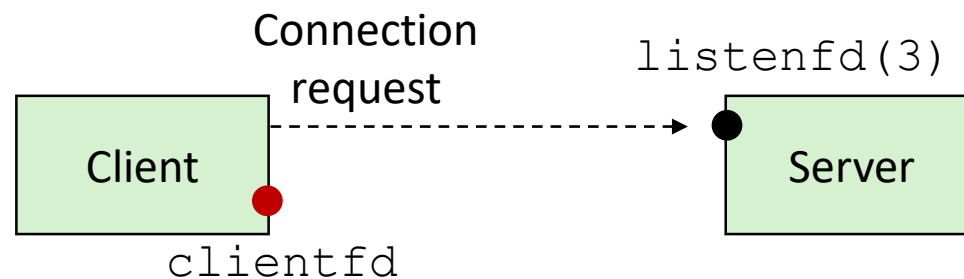 Connection
request
listenfd(3)
Client
Server
clientfd